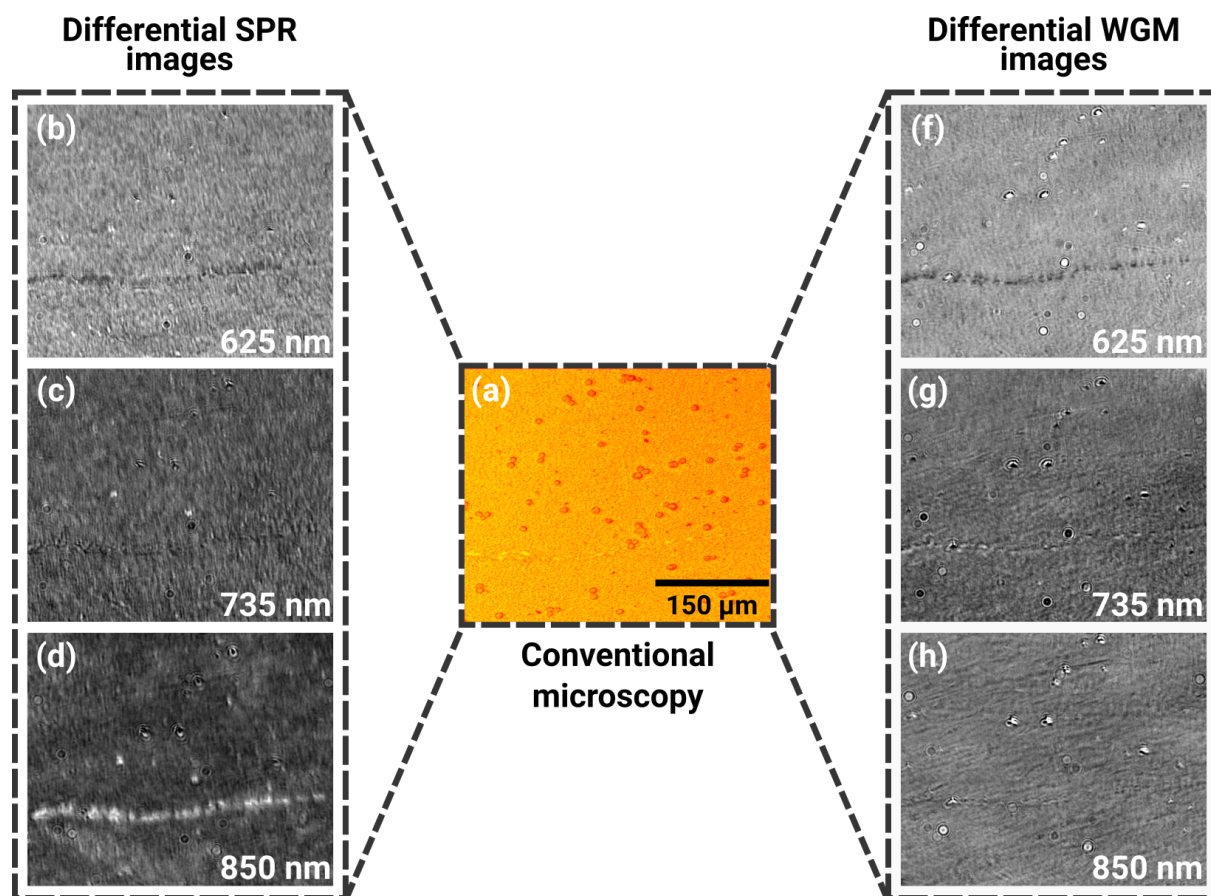 Differential SPR
images
(b)
625 nm
(c)
735 nm
(d)
850 nm
(a)
150 µm
Conventional
microscopy
Differential WGM
images
(f)
625 nm
(g)
735 nm
(h)
850 nm